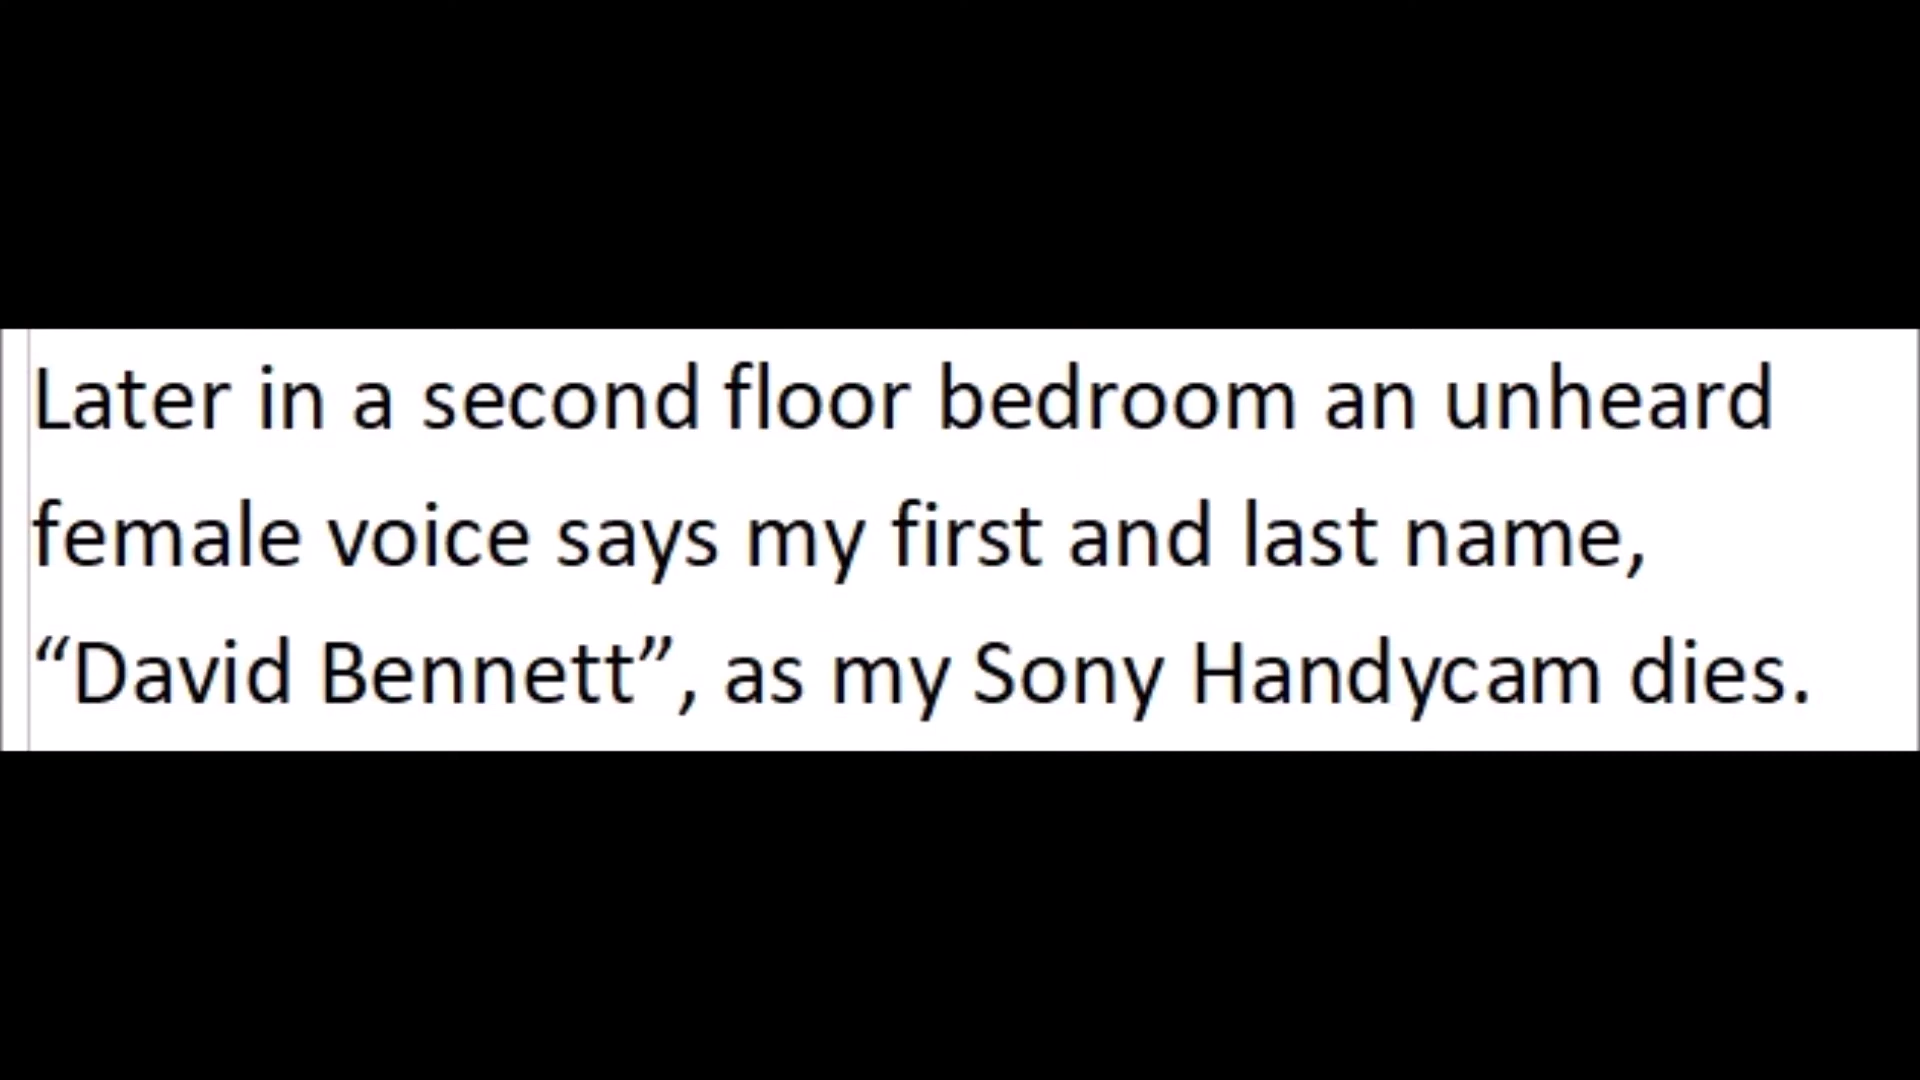 Later in a second floor bedroom an unheard
female voice says my first and last name,
“David Bennett”, as my Sony Handycam dies.